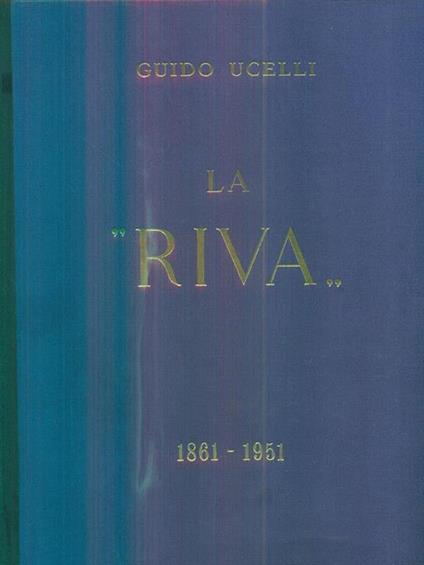 GUIDO UCELLI
LA
”RIVA„
1861 - 1951